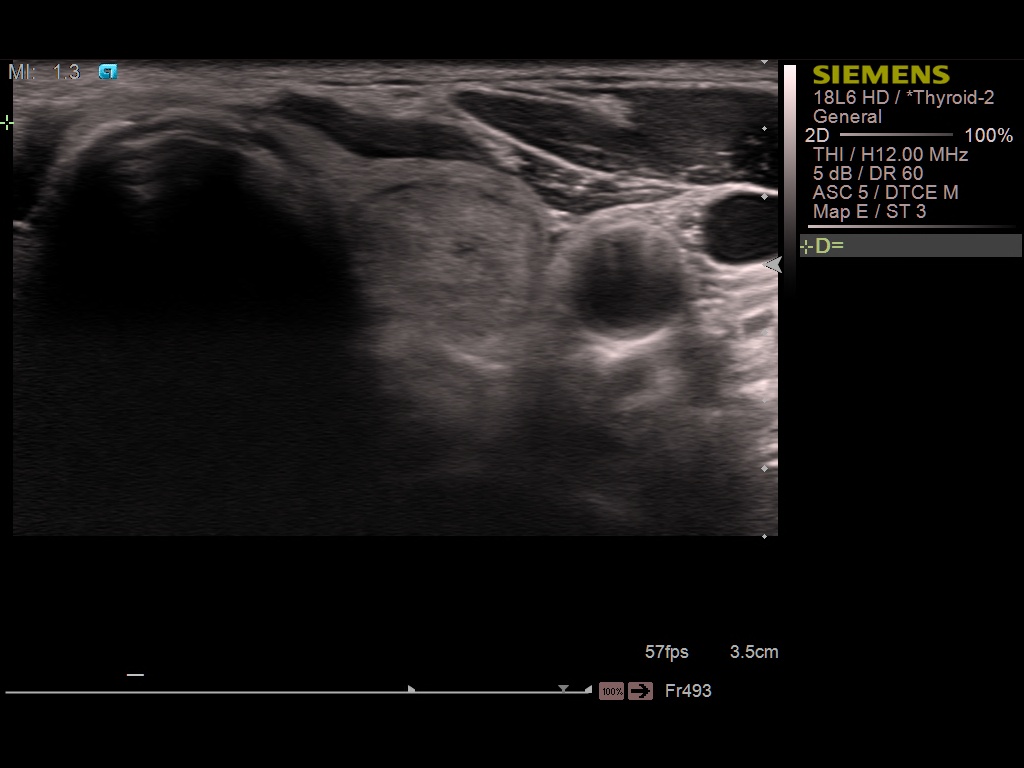 MI: 1.3
SIEMENS
18L6 HD / *Thyroid-2
General
2D 100%
THI / H12.00 MHz
5 dB / DR 60
ASC 5 / DTCE M
Map E / ST 3
D=
57fps 3.5cm
100% Fr493